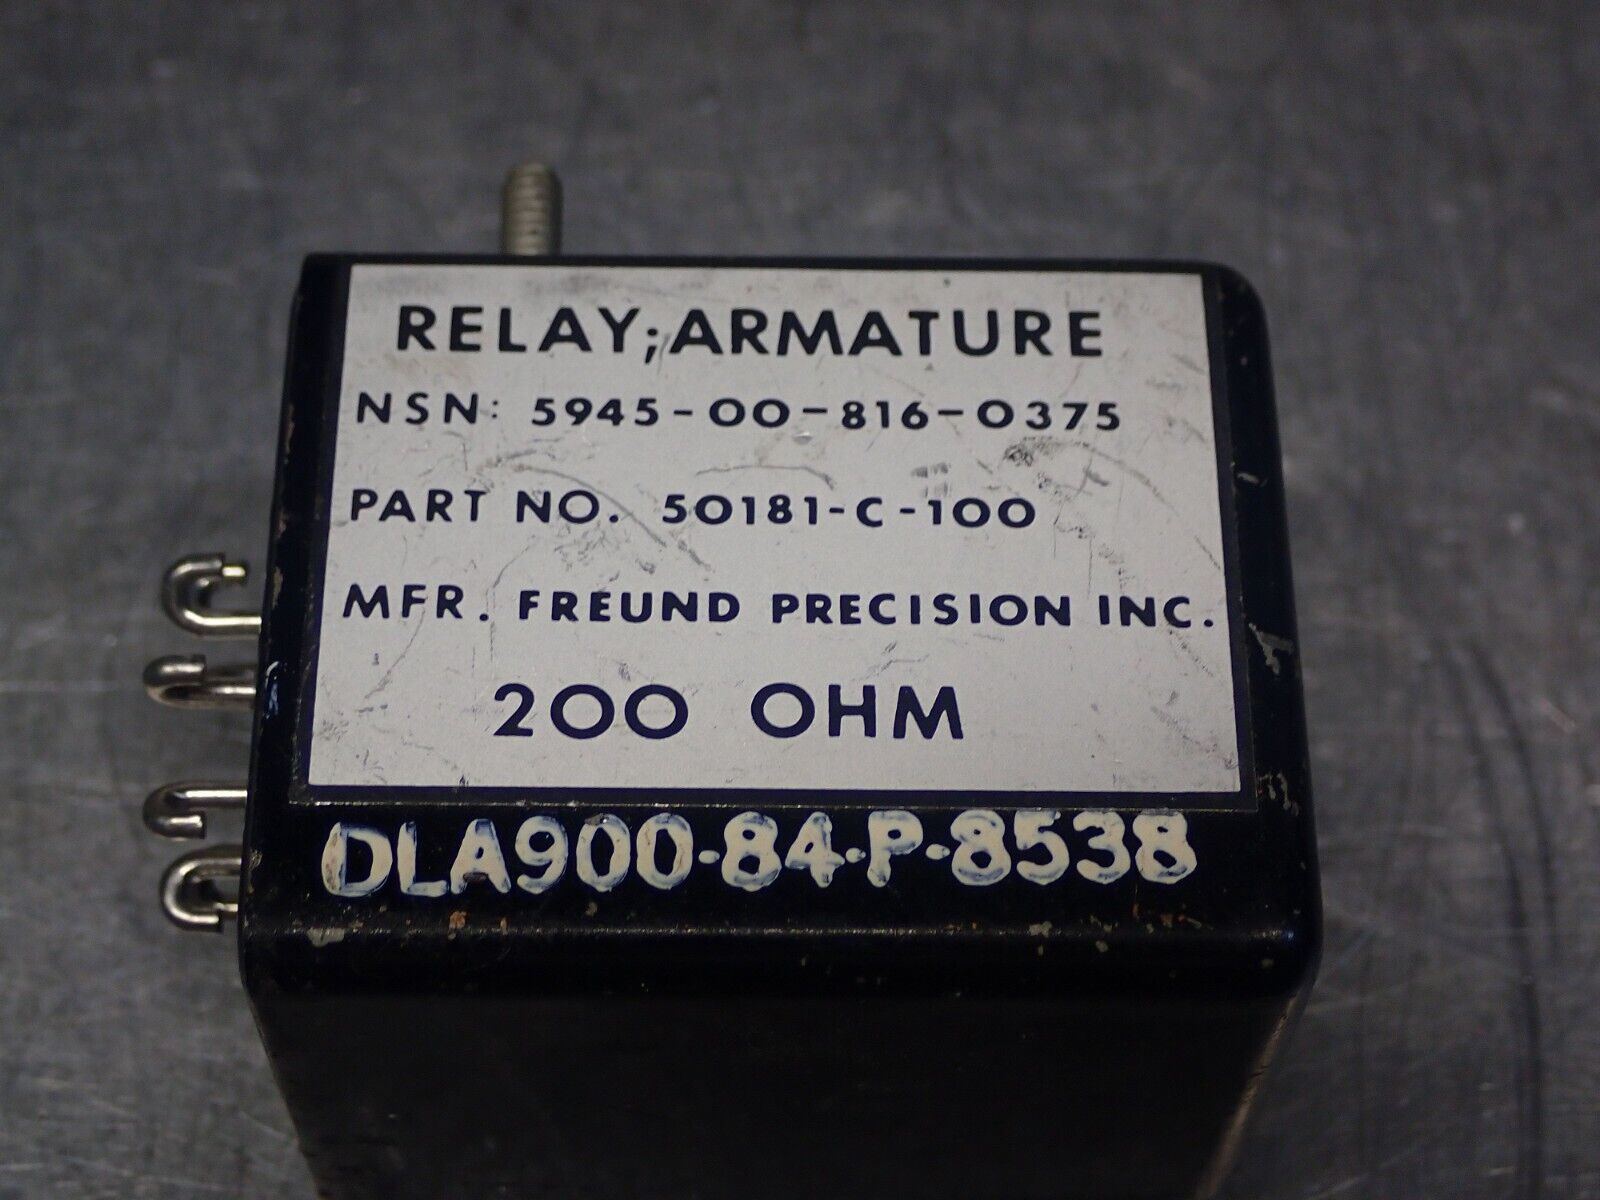 RELAY;ARMATURE
NSN: 5945-00-816-0375
PART NO. 50181-C-100
MFR. FREUND PRECISION INC.
200 OHM
DLA900-84-P-8538